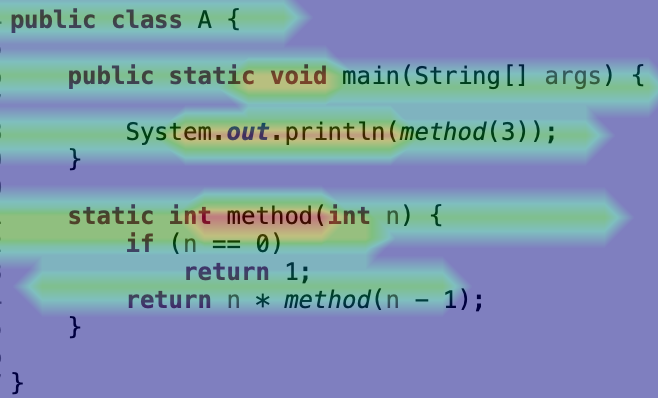 public class A {
public static void main(String[] args) {
System.out.println(method(3));
}
static int method(int n) {
if (n == 0)
return 1;
return n * method(n - 1);
}
}